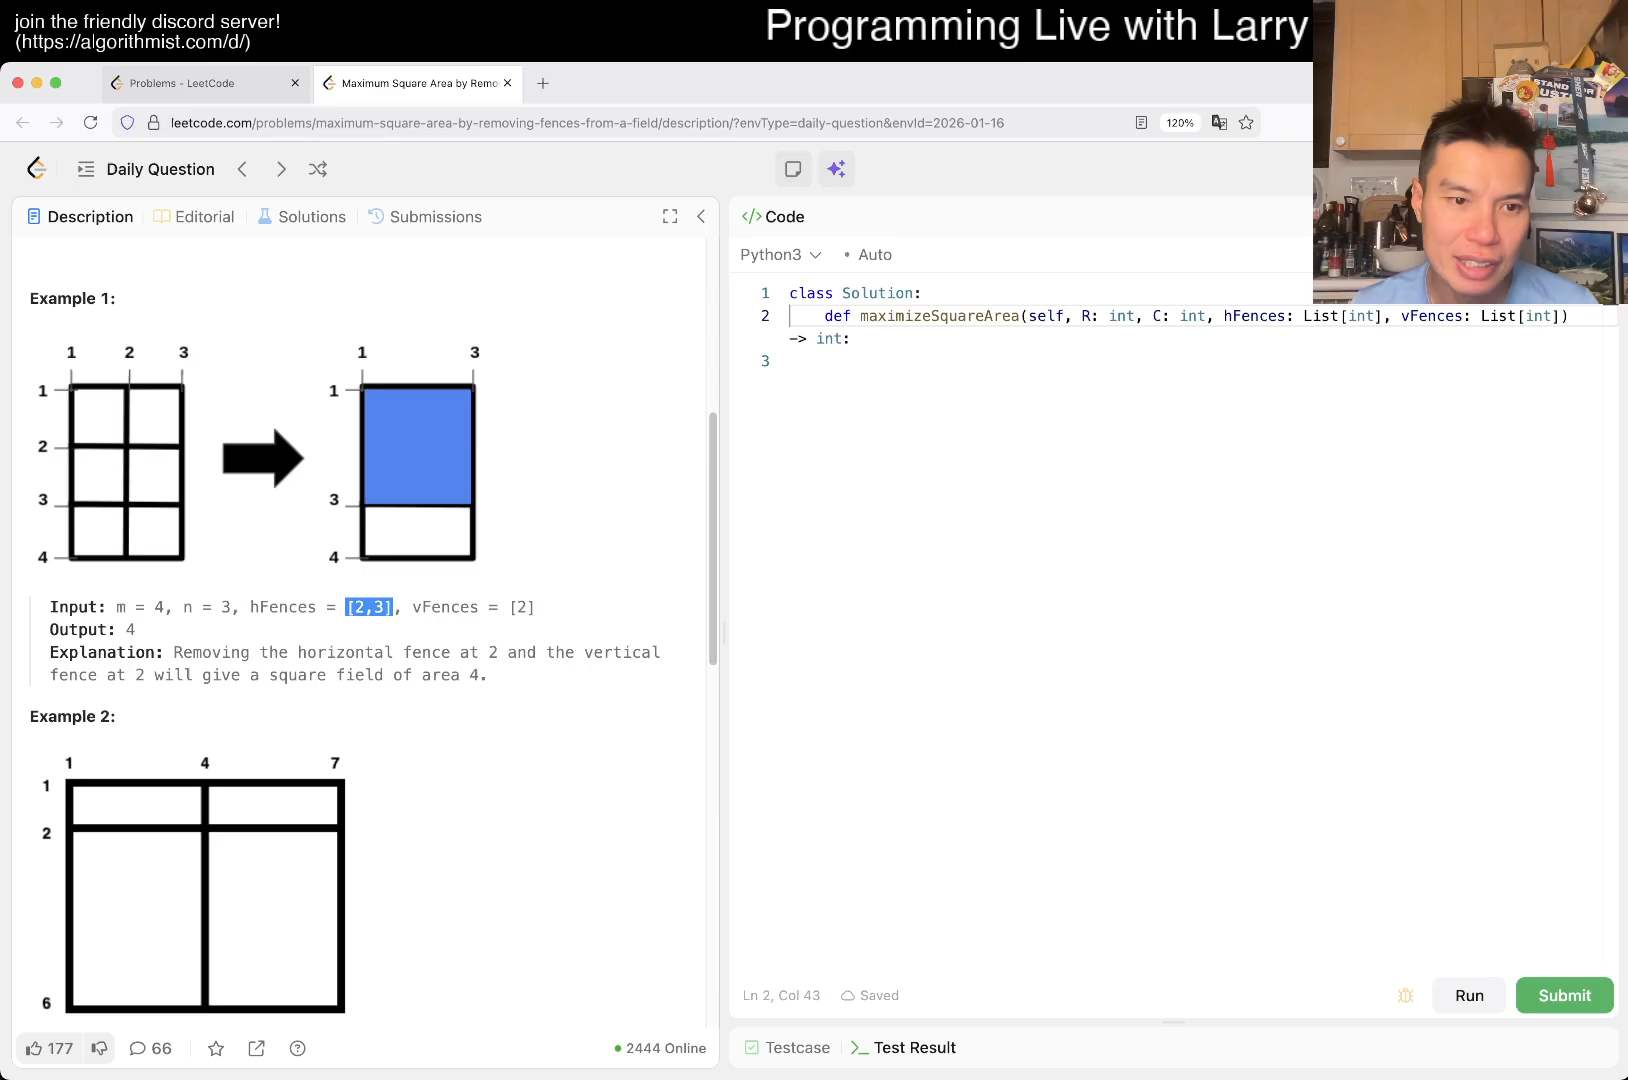 join the friendly discord server!
(https://algorithmist.com/d/)
Programming Live with Larry
Problems - LeetCode
Maximum Square Area by Remo
leetcode.com/problems/maximum-square-area-by-removing-fences-from-a-field/description/?envType=daily-question&envId=2026-01-16
120%
Daily Question
Description
Editorial
Solutions
Submissions
Example 1:
1 2 3
1
2
3
4
1 3
1
3
4
Input: m = 4, n = 3, hFences = [2,3], vFences = [2]
Output: 4
Explanation: Removing the horizontal fence at 2 and the vertical
fence at 2 will give a square field of area 4.
Example 2:
1 4 7
1
2
6
177
66
2444 Online
</> Code
Python3
• Auto
1 class Solution:
2 def maximizeSquareArea(self, R: int, C: int, hFences: List[int], vFences: List[int])
-> int:
3
Ln 2, Col 43
Saved
Run
Submit
Testcase
Test Result